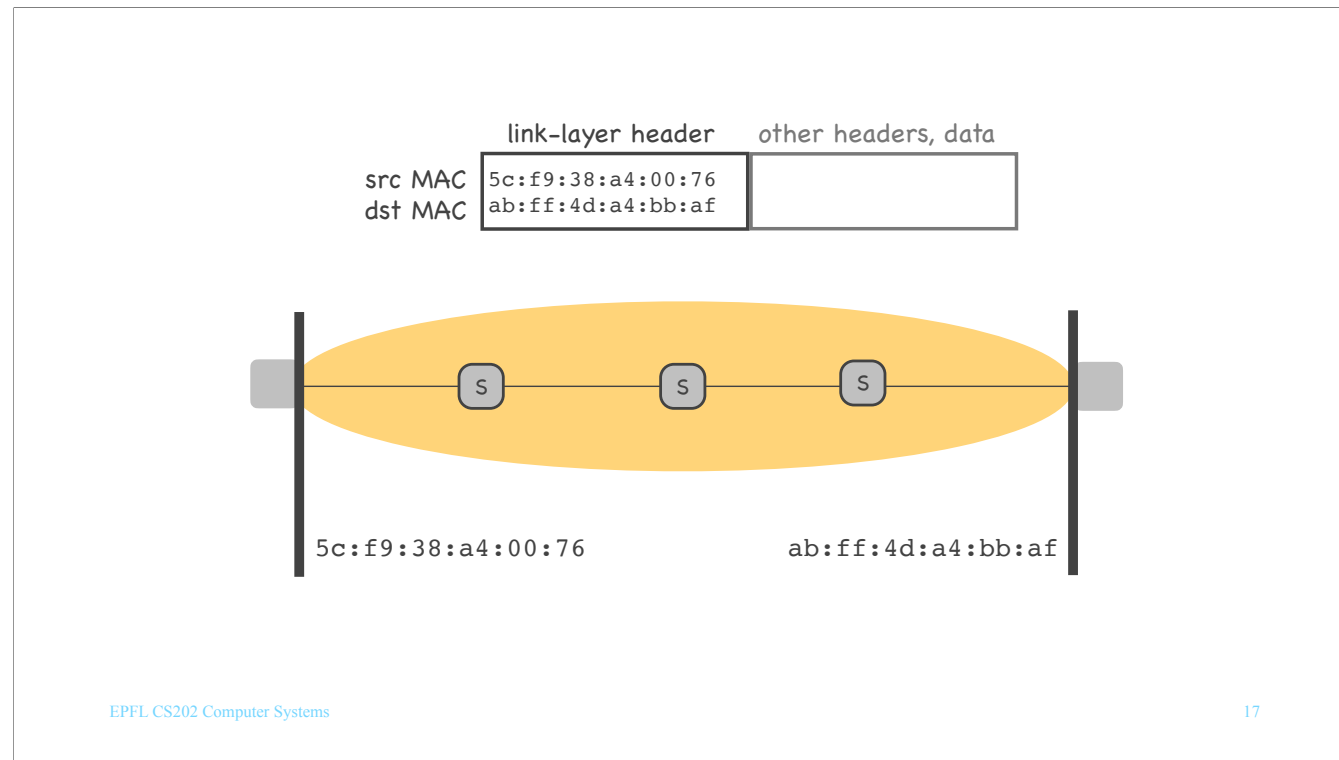 link-layer header other headers, data
src MAC 5c:f9:38:a4:00:76
dst MAC ab:ff:4d:a4:bb:af
S S S
5c:f9:38:a4:00:76 ab:ff:4d:a4:bb:af
EPFL CS202 Computer Systems 17